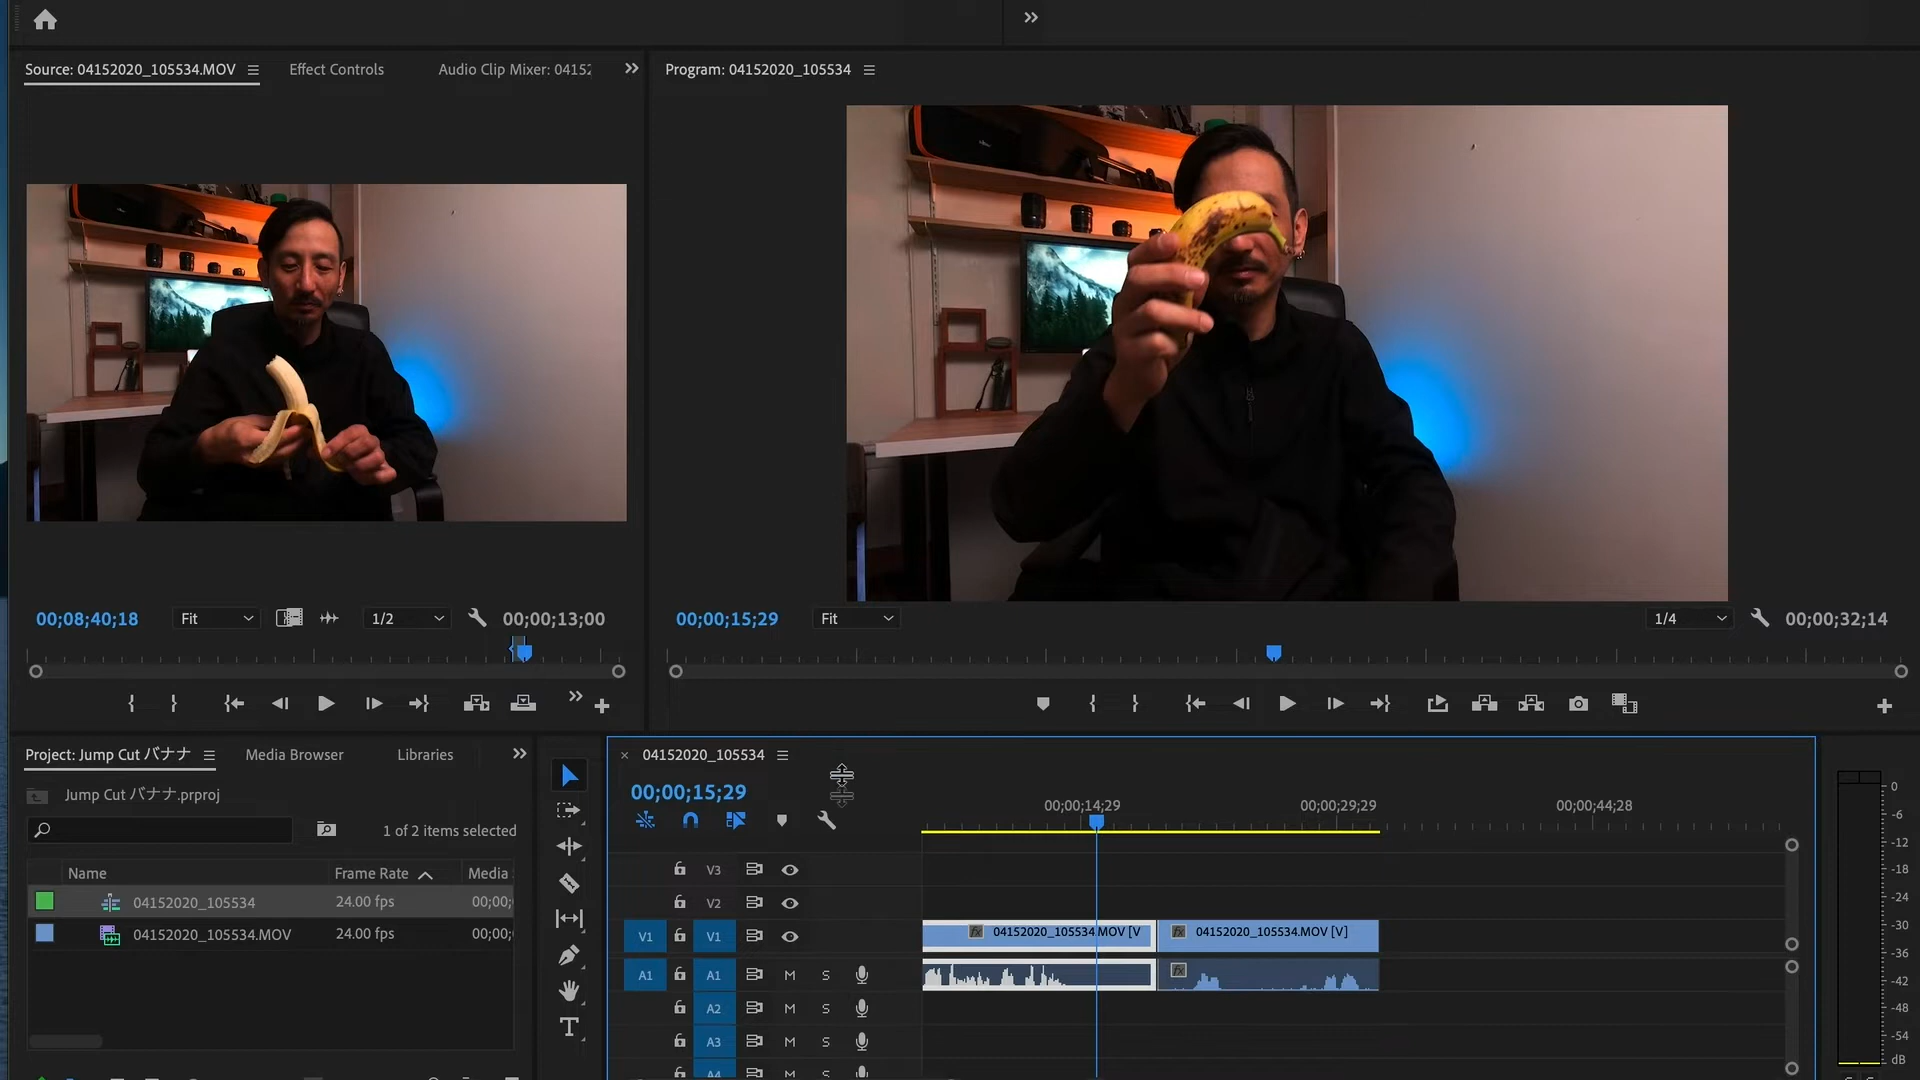 Source: 04152020_105534.MOV
Effect Controls
Audio Clip Mixer: 0415
Program: 04152020_105534
00;08;40;18
Fit
1/2
00;00;13;00
00;00;15;29
Fit
1/4
00;00;32;14
Project: Jump Cut バナナ
Media Browser
Libraries
Jump Cut バナナ.prproj
1 of 2 items selected
Name
Frame Rate
Media
04152020_105534
24.00 fps
00;00;
04152020_105534.MOV
24.00 fps
00;00;
04152020_105534
00;00;15;29
00;00;14;29
00;00;29;29
00;00;44;28
V3
V2
V1
V1
fx
04152020_105534.MOV [V
fx
04152020_105534.MOV [V]
A1
A1
M
S
fx
A2
M
S
A3
M
S
A4
M
S
T
0
-6
-12
-18
-24
-30
-36
-42
-48
-54
dB